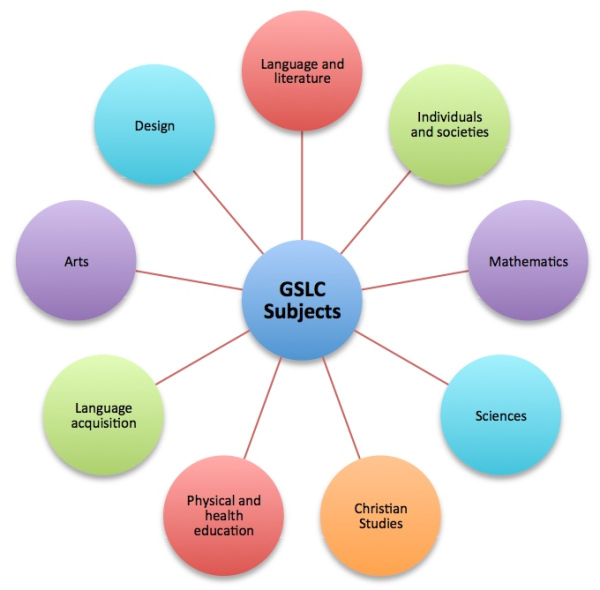 Language and
literature
Individuals
and societies
Mathematics
Sciences
Christian
Studies
Physical and
health
education
Language
acquisition
Arts
Design
GSLC
Subjects